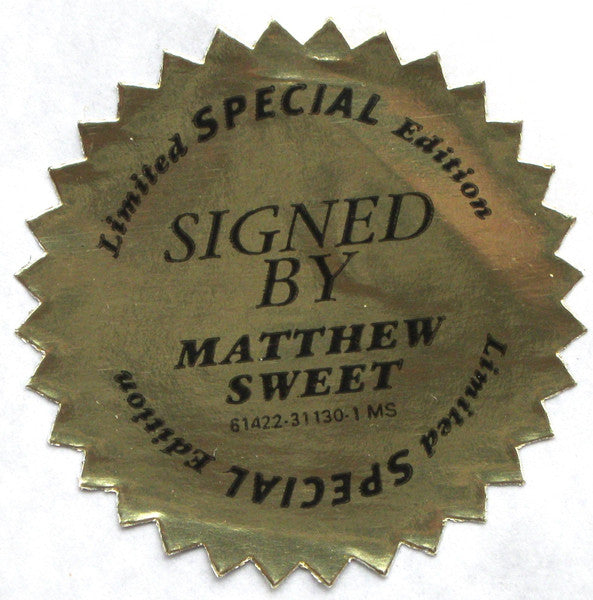 Limited SPECIAL Edition
SIGNED
BY
MATTHEW
SWEET
61422-31130-1 MS
Limited SPECIAL Edition